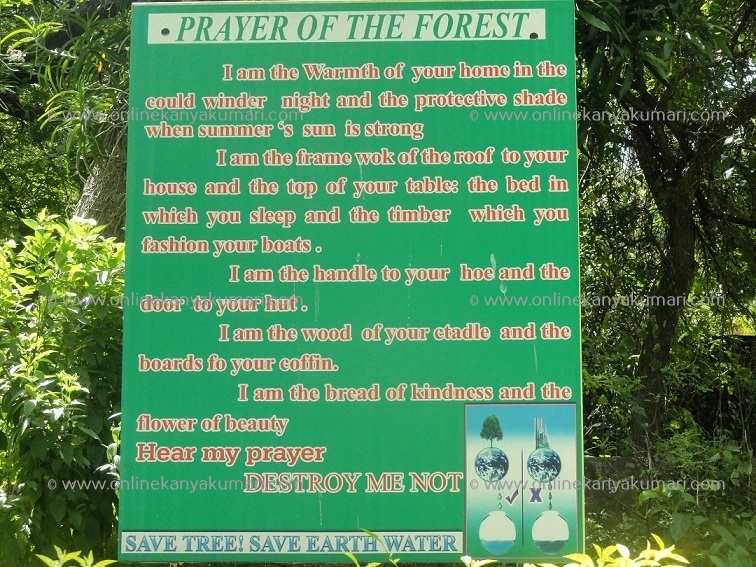 PRAYER OF THE FOREST
I am the Warmth of your home in the
could winder night and the protective shade
when summer 's sun is strong
I am the frame wok of the roof to your
house and the top of your table: the bed in
which you sleep and the timber which you
fashion your boats .
I am the handle to your hoe and the
door to your hut .
I am the wood of your ctadle and the
boards fo your coffin.
I am the bread of kindness and the
flower of beauty
Hear my prayer
DESTROY ME NOT
SAVE TREE! SAVE EARTH WATER
© www.onlinekanyakumari.com